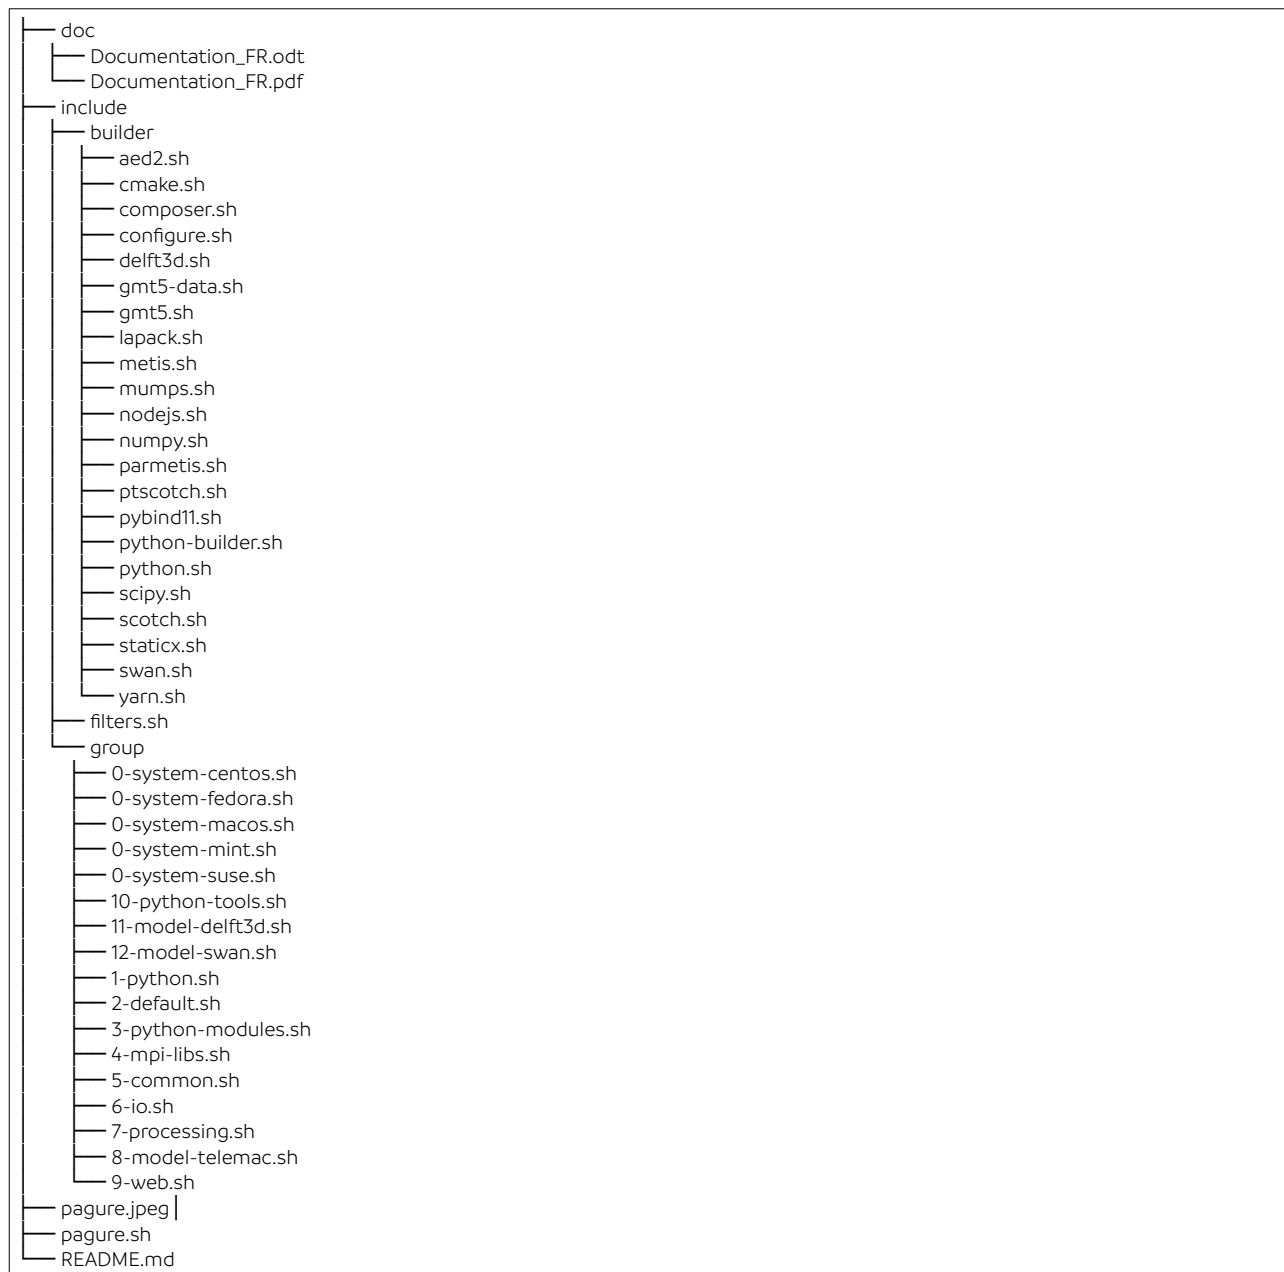 doc
Documentation_FR.odt
Documentation_FR.pdf
include
builder
aed2.sh
cmake.sh
composer.sh
configure.sh
delft3d.sh
gmt5-data.sh
gmt5.sh
lapack.sh
metis.sh
mumps.sh
nodejs.sh
numpy.sh
parmetis.sh
ptscotch.sh
pybind11.sh
python-builder.sh
python.sh
scipy.sh
scotch.sh
staticx.sh
swan.sh
yarn.sh
filters.sh
group
0-system-centos.sh
0-system-fedora.sh
0-system-macos.sh
0-system-mint.sh
0-system-suse.sh
10-python-tools.sh
11-model-delft3d.sh
12-model-swan.sh
1-python.sh
2-default.sh
3-python-modules.sh
4-mpi-libs.sh
5-common.sh
6-io.sh
7-processing.sh
8-model-telemac.sh
9-web.sh
pagure.jpeg
pagure.sh
README.md